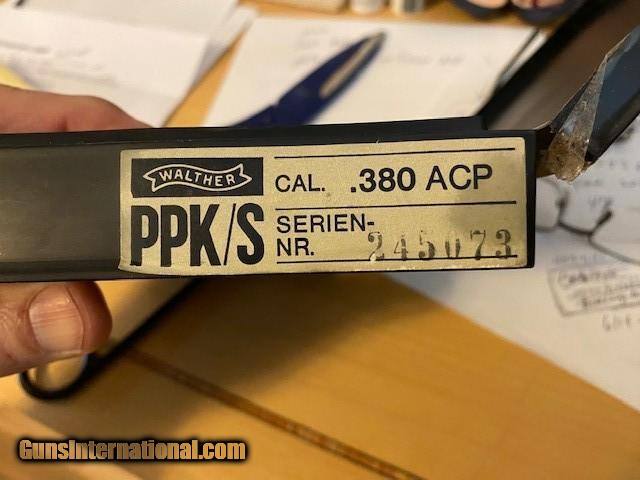 WALTHER
PPK/S
CAL. .380 ACP
SERIEN-
NR. 245073
GunsInternational.com